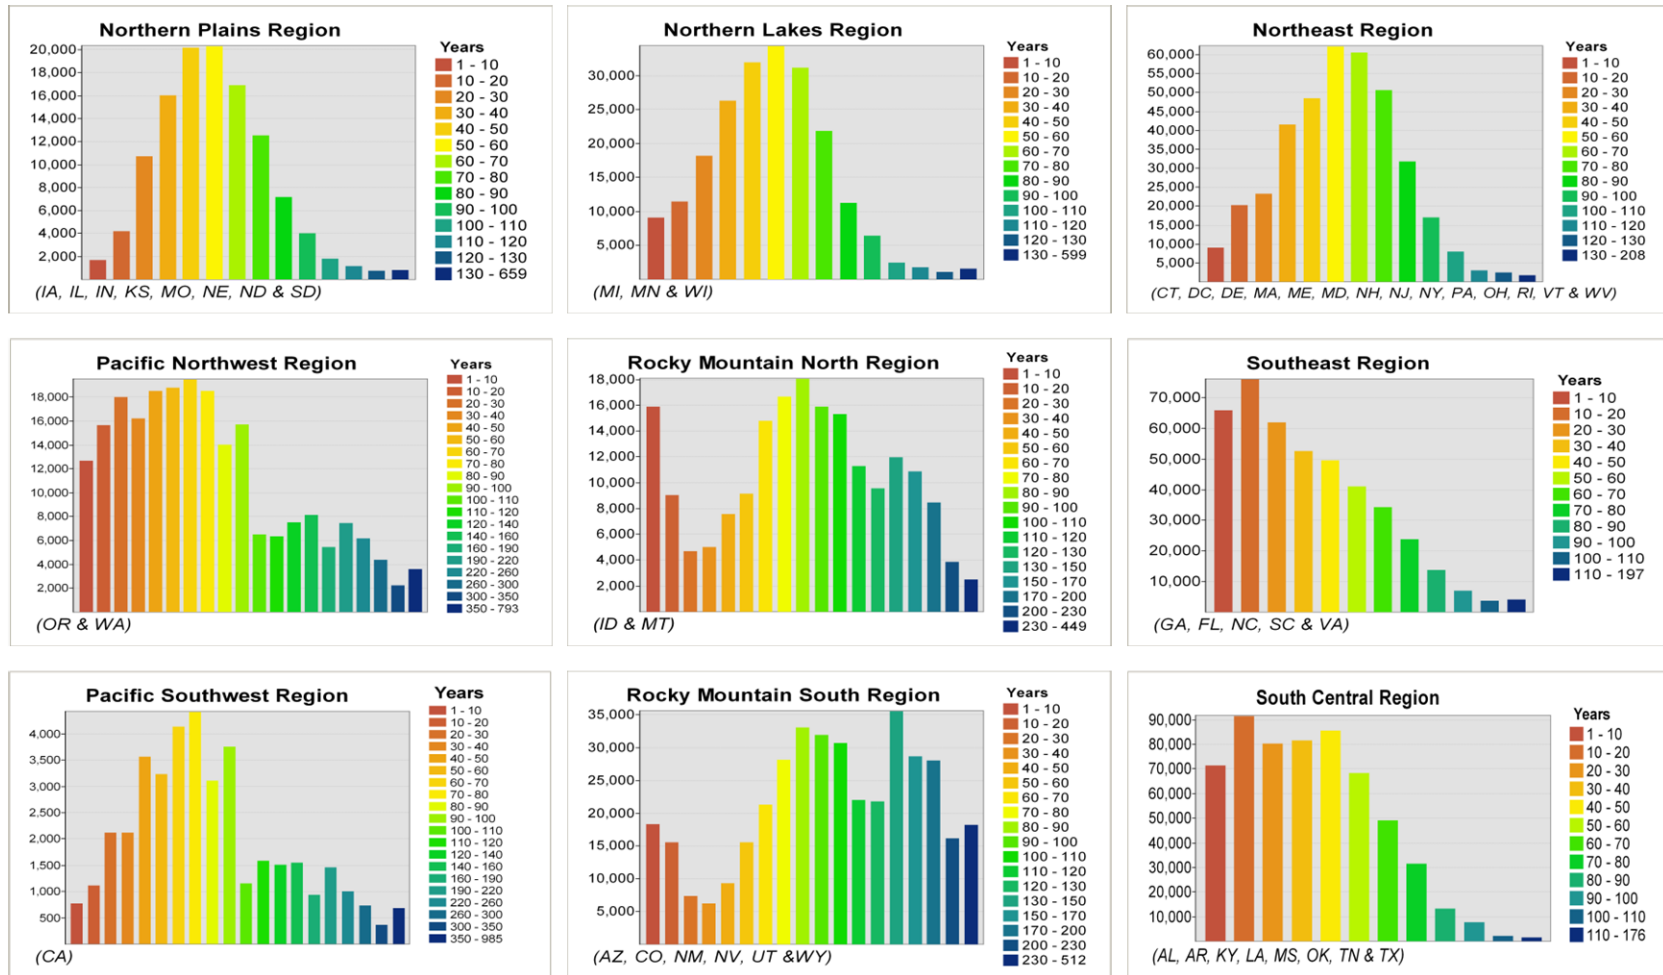 Northern Plains Region
20,000
18,000
16,000
14,000
12,000
10,000
8,000
6,000
4,000
2,000
Years
1 - 10
10 - 20
20 - 30
30 - 40
40 - 50
50 - 60
60 - 70
70 - 80
80 - 90
90 - 100
100 - 110
110 - 120
120 - 130
130 - 659
(IA, IL, IN, KS, MO, NE, ND & SD)
Northern Lakes Region
30,000
25,000
20,000
15,000
10,000
5,000
Years
1 - 10
10 - 20
20 - 30
30 - 40
40 - 50
50 - 60
60 - 70
70 - 80
80 - 90
90 - 100
100 - 110
110 - 120
120 - 130
130 - 599
(MI, MN & WI)
Northeast Region
60,000
55,000
50,000
45,000
40,000
35,000
30,000
25,000
20,000
15,000
10,000
5,000
Years
1 - 10
10 - 20
20 - 30
30 - 40
40 - 50
50 - 60
60 - 70
70 - 80
80 - 90
90 - 100
100 - 110
110 - 120
120 - 130
130 - 208
(CT, DC, DE, MA, ME, MD, NH, NJ, NY, PA, OH, RI, VT & WV)
Pacific Northwest Region
18,000
16,000
14,000
12,000
10,000
8,000
6,000
4,000
2,000
Years
1 - 10
10 - 20
20 - 30
30 - 40
40 - 50
50 - 60
60 - 70
70 - 80
80 - 90
90 - 100
100 - 110
110 - 120
120 - 140
140 - 160
160 - 190
190 - 220
220 - 260
260 - 300
300 - 350
350 - 793
(OR & WA)
Rocky Mountain North Region
18,000
16,000
14,000
12,000
10,000
8,000
6,000
4,000
2,000
Years
1 - 10
10 - 20
20 - 30
30 - 40
40 - 50
50 - 60
60 - 70
70 - 80
80 - 90
90 - 100
100 - 110
110 - 120
120 - 130
130 - 150
150 - 170
170 - 200
200 - 230
230 - 449
(ID & MT)
Southeast Region
70,000
60,000
50,000
40,000
30,000
20,000
10,000
Years
1 - 10
10 - 20
20 - 30
30 - 40
40 - 50
50 - 60
60 - 70
70 - 80
80 - 90
90 - 100
100 - 110
110 - 197
(GA, FL, NC, SC & VA)
Pacific Southwest Region
4,000
3,500
3,000
2,500
2,000
1,500
1,000
500
Years
1 - 10
10 - 20
20 - 30
30 - 40
40 - 50
50 - 60
60 - 70
70 - 80
80 - 90
90 - 100
100 - 110
110 - 120
120 - 140
140 - 160
160 - 190
190 - 220
220 - 260
260 - 300
300 - 350
350 - 985
(CA)
Rocky Mountain South Region
35,000
30,000
25,000
20,000
15,000
10,000
5,000
Years
1 - 10
10 - 20
20 - 30
30 - 40
40 - 50
50 - 60
60 - 70
70 - 80
80 - 90
90 - 100
100 - 110
110 - 120
120 - 130
130 - 150
150 - 170
170 - 200
200 - 230
230 - 512
(AZ, CO, NM, NV, UT &WY)
South Central Region
90,000
80,000
70,000
60,000
50,000
40,000
30,000
20,000
10,000
Years
1 - 10
10 - 20
20 - 30
30 - 40
40 - 50
50 - 60
60 - 70
70 - 80
80 - 90
90 - 100
100 - 110
110 - 176
(AL, AR, KY, LA, MS, OK, TN & TX)